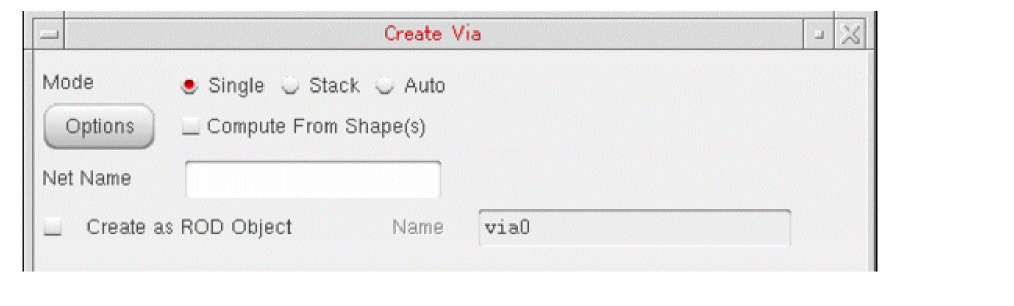 Create Via
Mode Single Stack Auto
Options Compute From Shape(s)
Net Name
Create as ROD Object Name via0